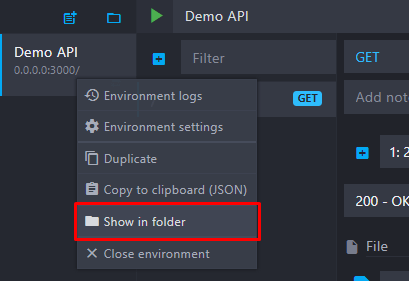 Demo API
Demo API
0.0.0.0:3000/
Filter
GET
GET
Add note
Environment logs
Environment settings
Duplicate
1: 2
Copy to clipboard (JSON)
200 - OK
Show in folder
File
Close environment